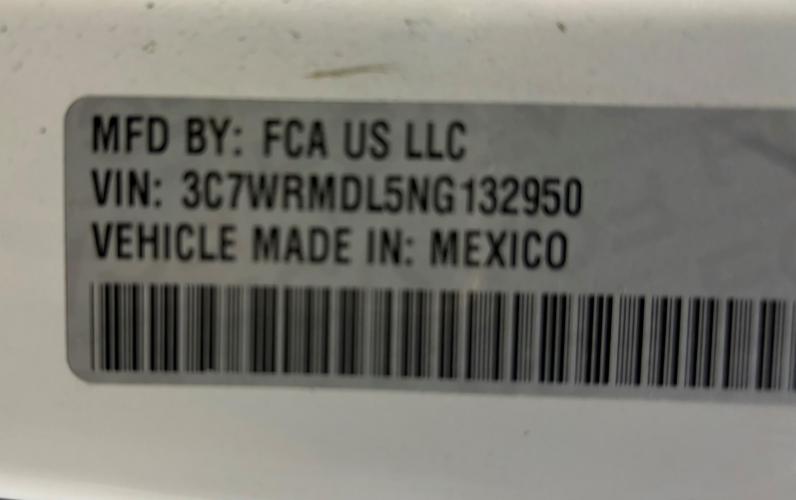 MFD BY: FCA US LLC
VIN: 3C7WRMDL5NG132950
VEHICLE MADE IN: MEXICO